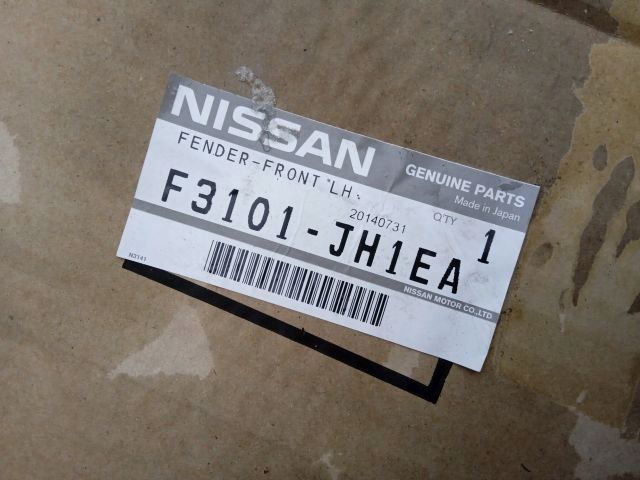 NISSAN
GENUINE PARTS
Made in Japan
FENDER-FRONT LH.
20140731
QTY 1
F3101-JH1EA
NISSAN MOTOR CO.,LTD
N3141